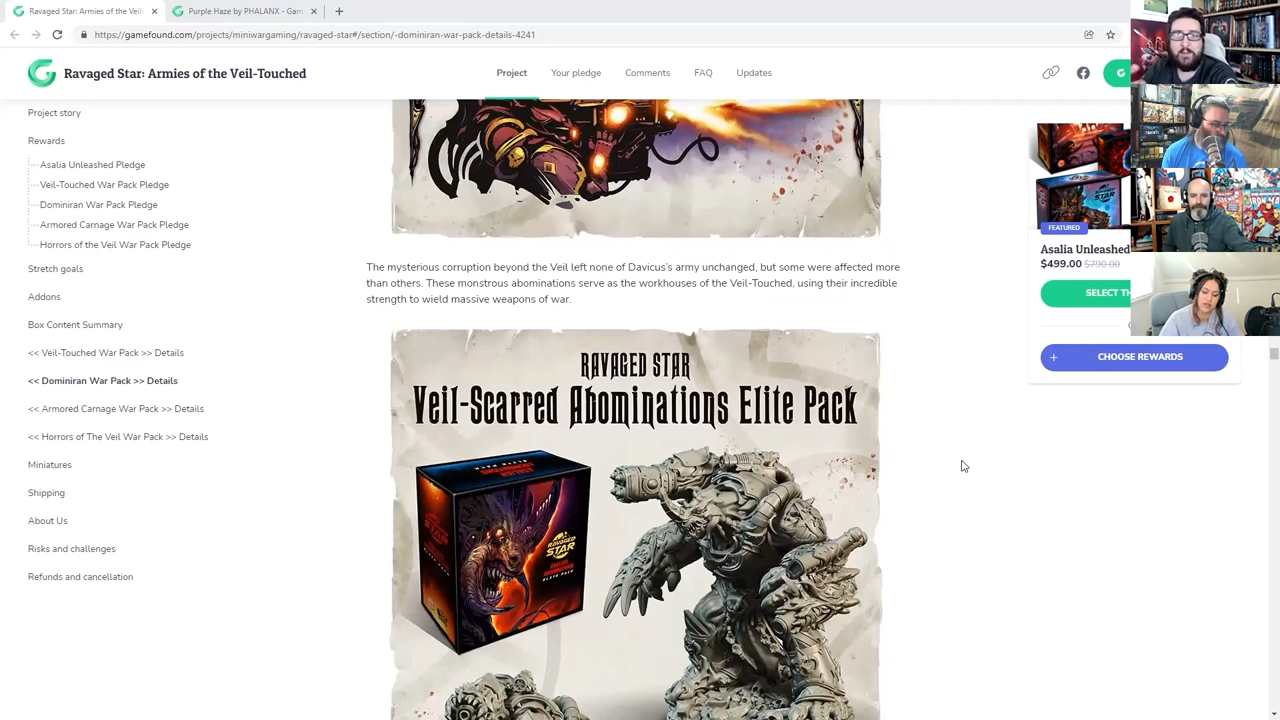 Ravaged Star: Armies of the Veil-
Purple Haze by PHALANX - Gam
https://gamefound.com/projects/miniwargaming/ravaged-star#/section/-dominiran-war-pack-details-4241
Ravaged Star: Armies of the Veil-Touched
Project
Your pledge
Comments
FAQ
Updates
Project story
Rewards
Asalia Unleashed Pledge
Veil-Touched War Pack Pledge
Dominiran War Pack Pledge
Armored Carnage War Pack Pledge
Horrors of the Veil War Pack Pledge
Stretch goals
Addons
Box Content Summary
<< Veil-Touched War Pack >> Details
<< Dominiran War Pack >> Details
<< Armored Carnage War Pack >> Details
<< Horrors of The Veil War Pack >> Details
Miniatures
Shipping
About Us
Risks and challenges
Refunds and cancellation
The mysterious corruption beyond the Veil left none of Davicus's army unchanged, but some were affected more
than others. These monstrous abominations serve as the workhouses of the Veil-Touched, using their incredible
strength to wield massive weapons of war.
RAVAGED STAR
Veil-Scarred Abominations Elite Pack
RAVAGED
STAR
ELITE PACK
FEATURED
Asalia Unleashed
$499.00 $790.00
SELECT TH
CHOOSE REWARDS
IRON MAN